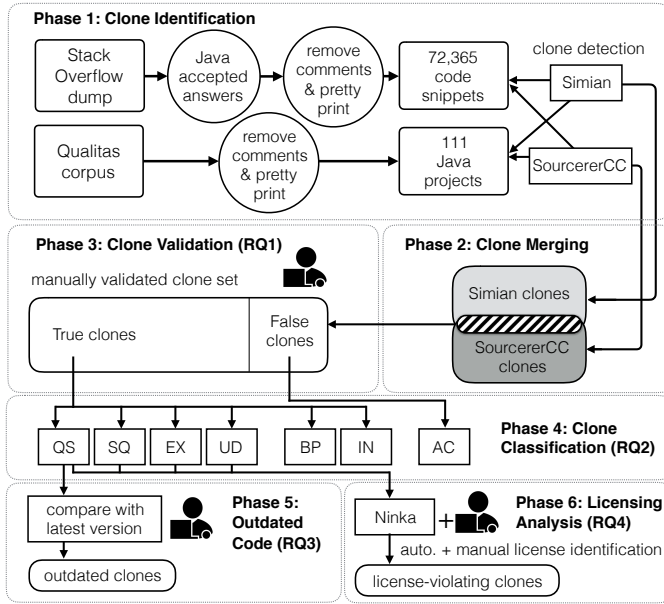 Phase 1: Clone Identification
Stack
Overflow
dump
Java
accepted
answers
remove
comments
& pretty
print
72,365
code
snippets
clone detection
Simian
Qualitas
corpus
remove
comments
& pretty
print
111
Java
projects
SourcererCC
Phase 3: Clone Validation (RQ1)
manually validated clone set
True clones
False
clones
Phase 2: Clone Merging
Simian clones
SourcererCC
clones
QS
SQ
EX
UD
BP
IN
AC
Phase 4: Clone
Classification (RQ2)
compare with
latest version
outdated clones
Phase 5:
Outdated
Code (RQ3)
Ninka
+
Phase 6: Licensing
Analysis (RQ4)
auto. + manual license identification
license-violating clones